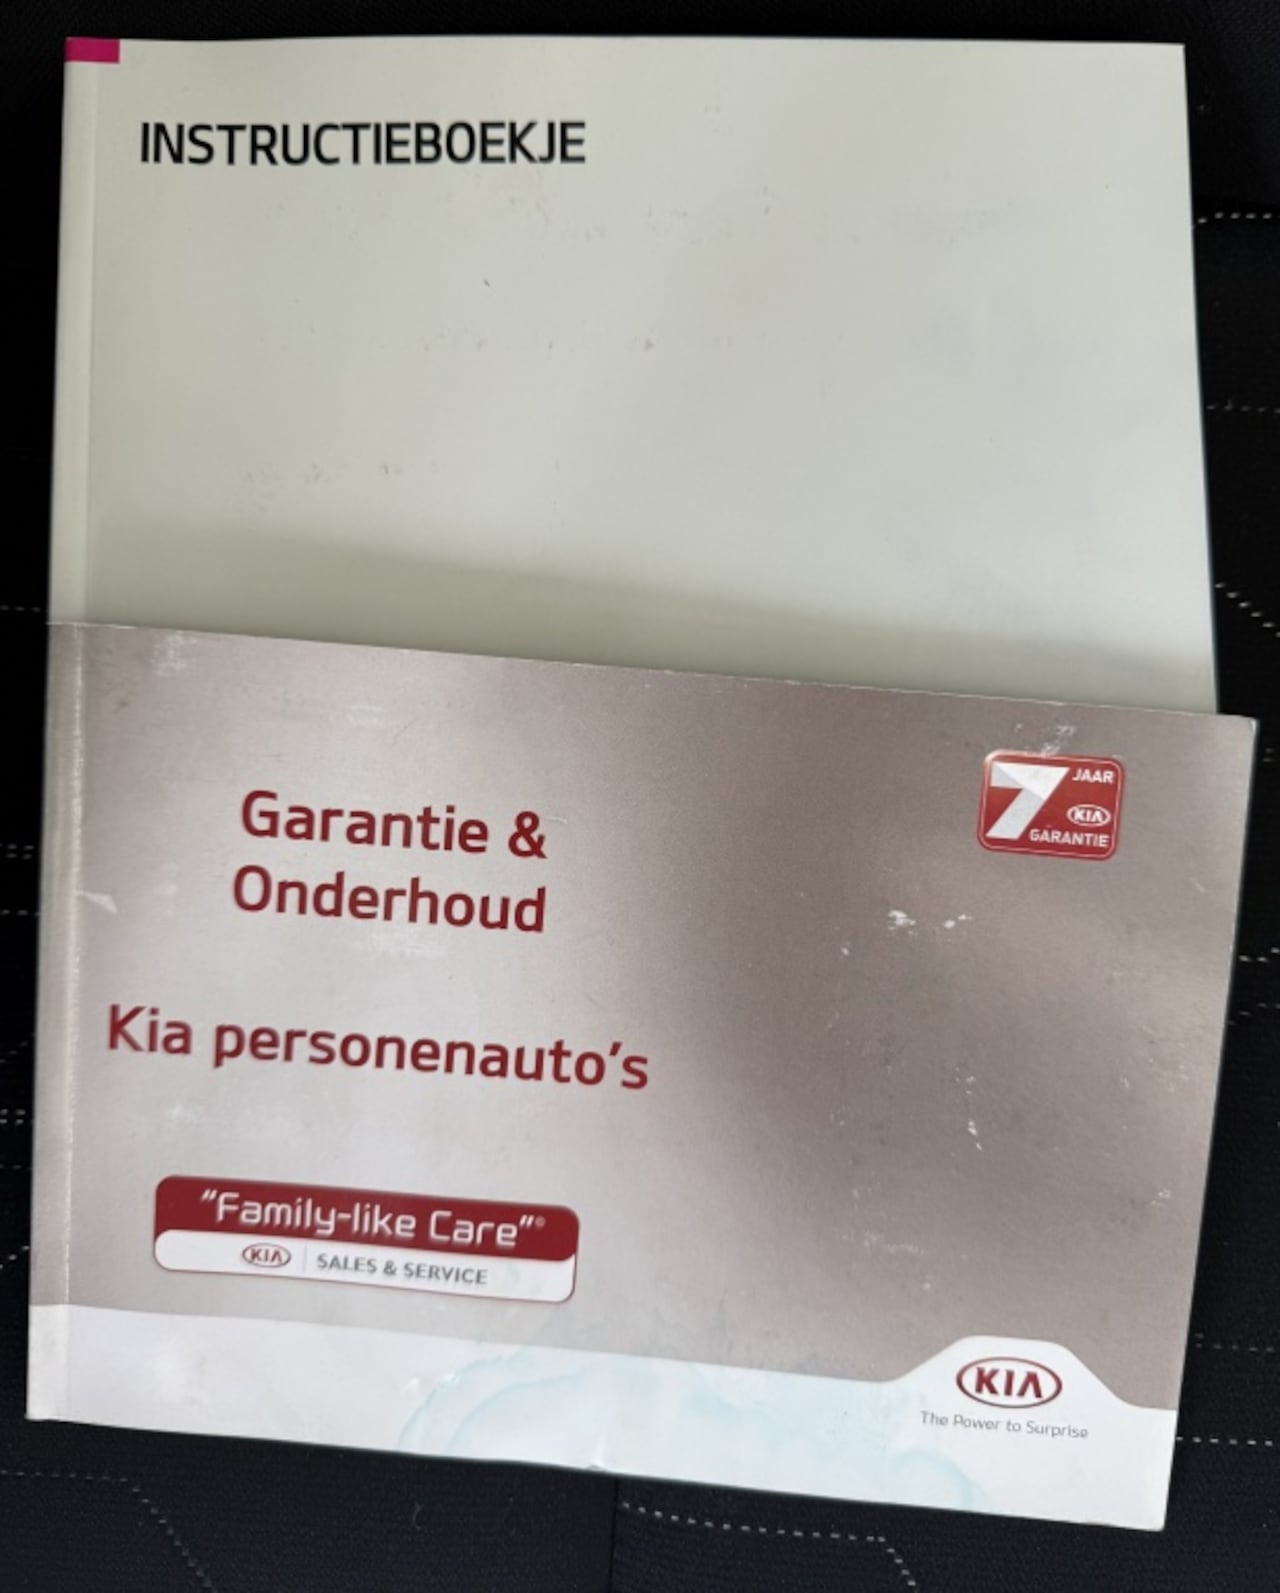 INSTRUCTIEBOEKJE
7 JAAR
KIA
GARANTIE
Garantie &
Onderhoud
Kia personenauto's
"Family-like Care"®
KIA | SALES & SERVICE
KIA
The Power to Surprise